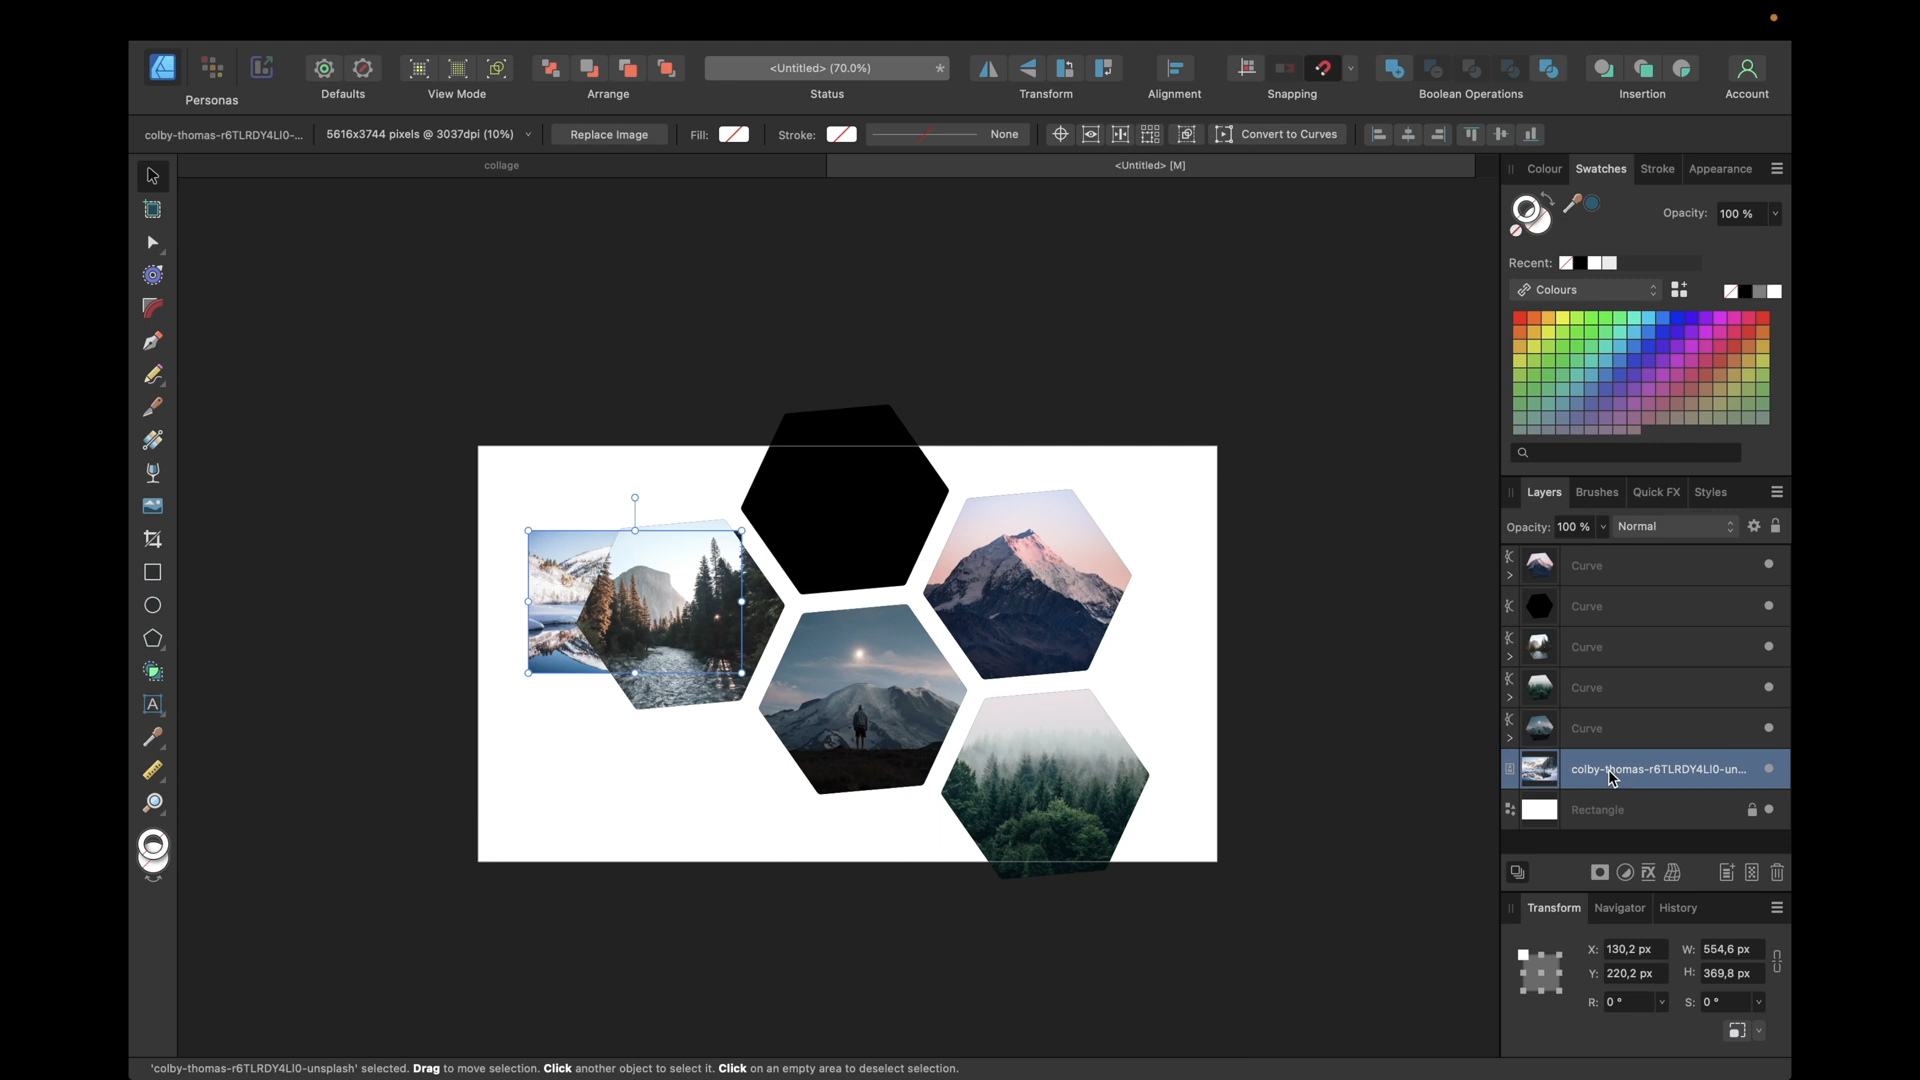 <Untitled> (70.0%)
*
Personas
Defaults
View Mode
Arrange
Status
Transform
Alignment
Snapping
Boolean Operations
Insertion
Account
colby-thomas-r6TLRDY4LI0-...
5616x3744 pixels @ 3037dpi (10%)
Replace Image
Fill:
Stroke:
None
Convert to Curves
collage
<Untitled> [M]
Colour
Swatches
Stroke
Appearance
Opacity:
100 %
Recent:
Colours
Layers
Brushes
Quick FX
Styles
Opacity:
100 %
Normal
Curve
Curve
Curve
Curve
Curve
colby-thomas-r6TLRDY4LI0-un...
Rectangle
Transform
Navigator
History
X: 130,2 px
W: 554,6 px
Y: 220,2 px
H: 369,8 px
R: 0 °
S: 0 °
'colby-thomas-r6TLRDY4LI0-unsplash' selected. Drag to move selection. Click another object to select it. Click on an empty area to deselect selection.